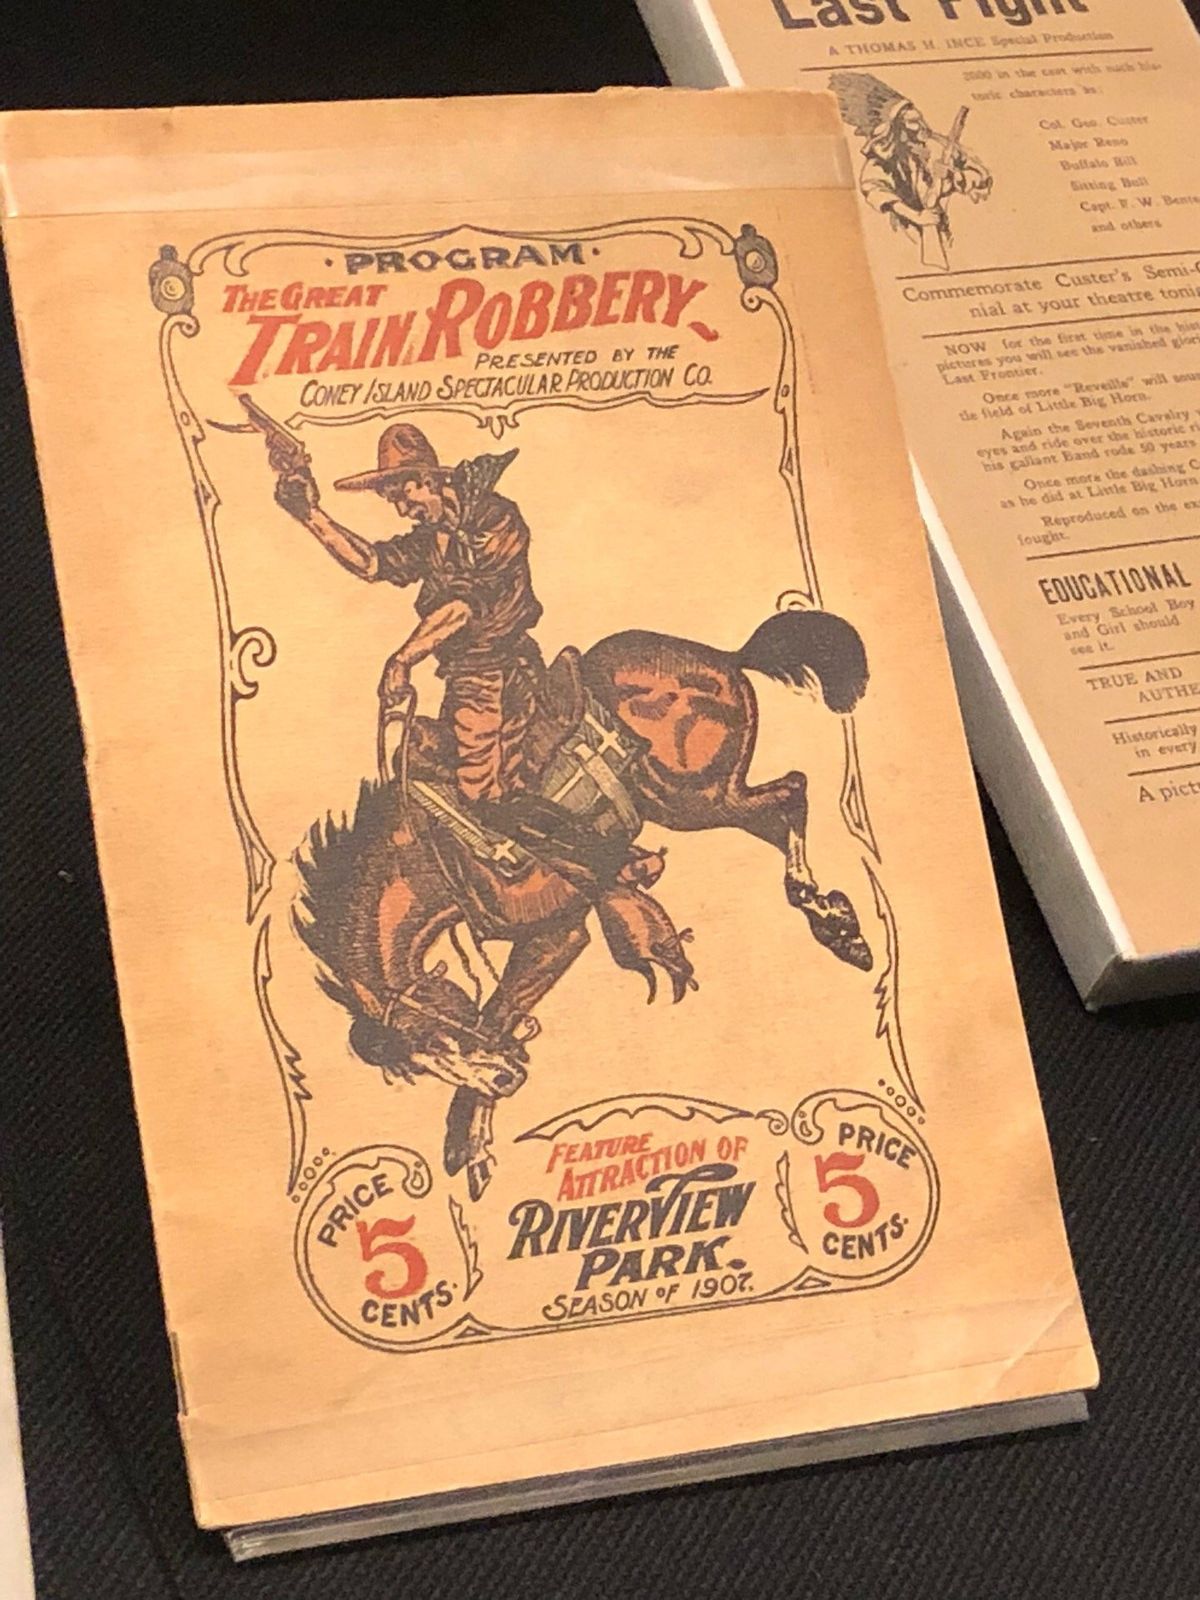 ·PROGRAM·
THE GREAT
TRAIN ROBBERY
PRESENTED BY THE
CONEY ISLAND SPECTACULAR PRODUCTION CO.
FEATURE
ATTRACTION OF
RIVERVIEW
PARK.
SEASON OF 1907.
PRICE
5
CENTS.
PRICE
5
CENTS.
Last Fight
A THOMAS H. INCE Special Production
2000 in the cast with such his-
toric characters as:
Col. Geo. Custer
Major Reno
Buffalo Bill
Sitting Bull
Capt. F. W. Bente
and others
Commemorate Custer's Semi-C
nial at your theatre tonig
NOW for the first time in the his
pictures you will see the vanished glori
Last Frontier.
Once more "Reveille" will soun
the field of Little Big Horn.
Again the Seventh Cavalry
eyes and ride over the historic ri
his gallant Band rode 50 years
Once more the dashing C
as he did at Little Big Horn
Reproduced on the ex
fought.
EDUCATIONAL
Every School Boy
and Girl should
see it.
TRUE AND
AUTHE
Historically
in every
A pictu